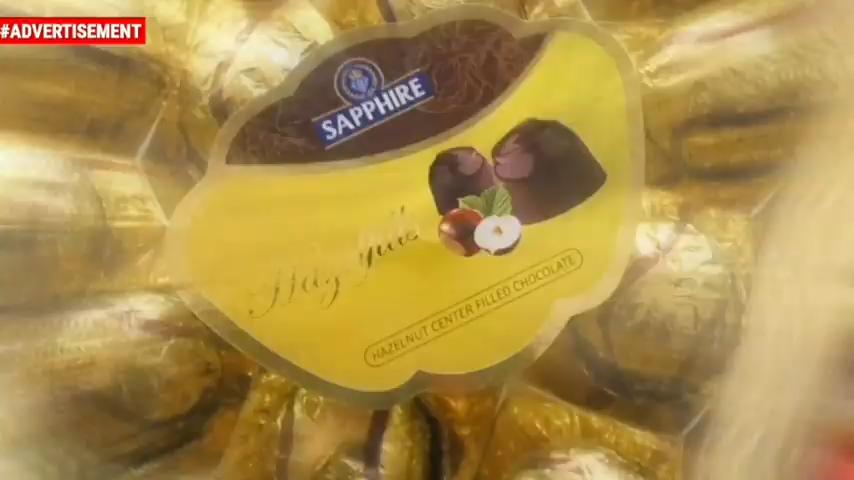 #ADVERTISEMENT
SAPPHIRE
HAZELNUT CENTER FILLED CHOCOLATE